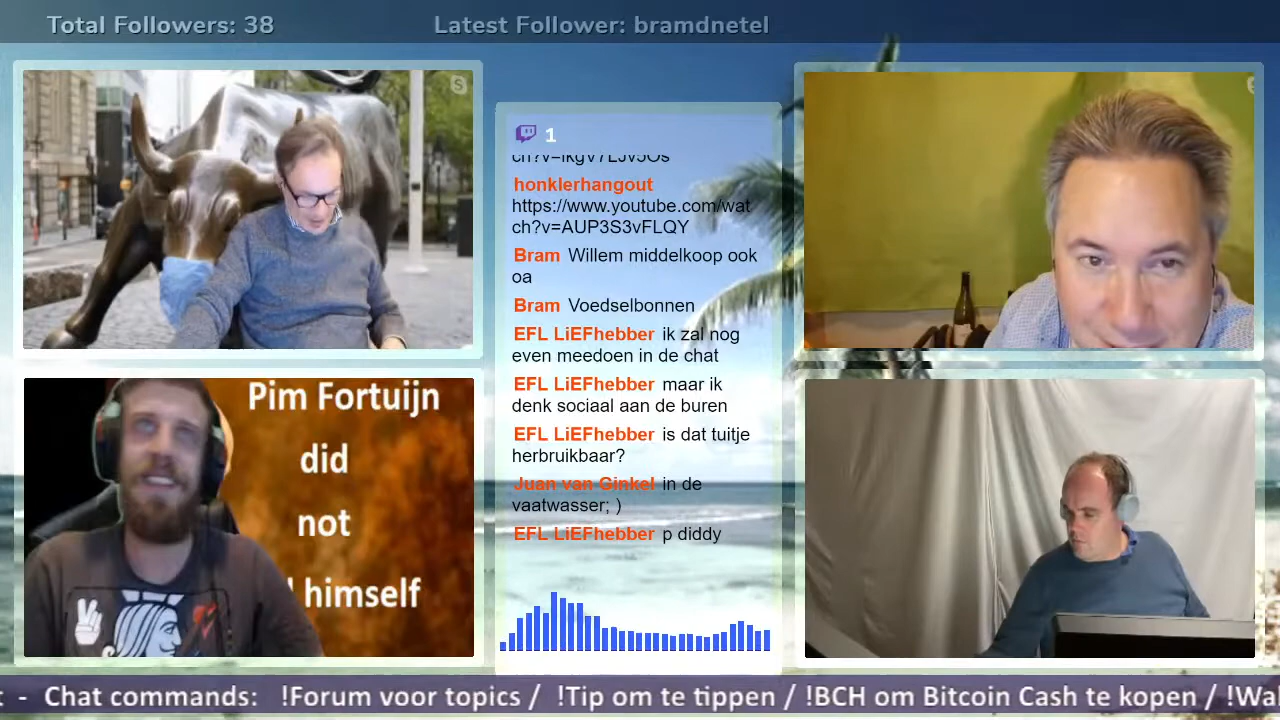 Total Followers: 38
Latest Follower: bramdnetel
1
honklerhangout
https://www.youtube.com/wat
ch?v=AUP3S3vFLQY
Bram Willem middelkoop ook
oa
Bram Voedselbonnen
EFL LiEFhebber ik zal nog
even meedoen in de chat
EFL LiEFhebber maar ik
denk sociaal aan de buren
EFL LiEFhebber is dat tuitje
herbruikbaar?
Juan van Ginkel in de
vaatwasser; )
EFL LiEFhebber p diddy
Pim Fortuijn
did
not
himself
- Chat commands: !Forum voor topics / !Tip om te tippen / !BCH om Bitcoin Cash te kopen /